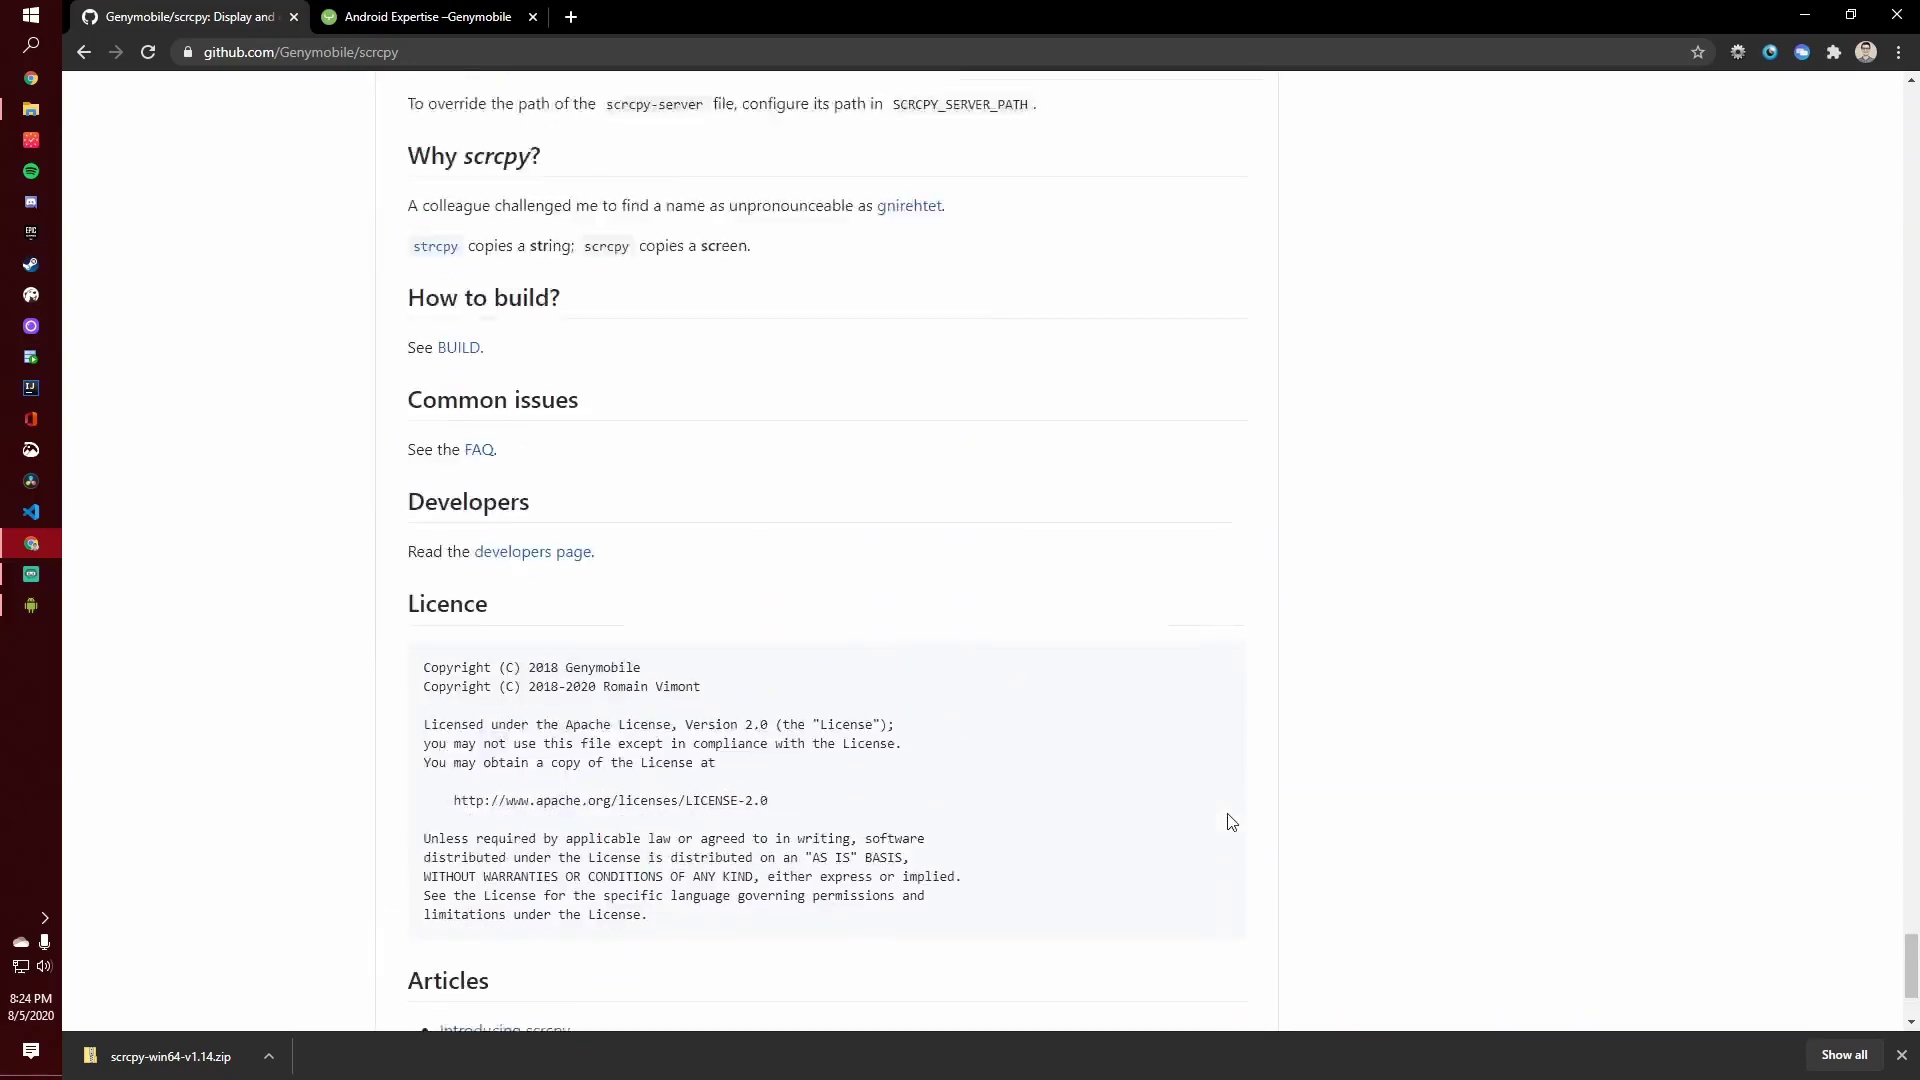 Genymobile/scrcpy: Display and
Android Expertise –Genymobile
github.com/Genymobile/scrcpy
To override the path of the scrcpy-server file, configure its path in SCRCPY_SERVER_PATH .
Why scrcpy?
A colleague challenged me to find a name as unpronounceable as gnirehtet.
strcpy copies a string; scrcpy copies a screen.
How to build?
See BUILD.
Common issues
See the FAQ.
Developers
Read the developers page.
Licence
Copyright (C) 2018 Genymobile
Copyright (C) 2018-2020 Romain Vimont
Licensed under the Apache License, Version 2.0 (the "License");
you may not use this file except in compliance with the License.
You may obtain a copy of the License at
http://www.apache.org/licenses/LICENSE-2.0
Unless required by applicable law or agreed to in writing, software
distributed under the License is distributed on an "AS IS" BASIS,
WITHOUT WARRANTIES OR CONDITIONS OF ANY KIND, either express or implied.
See the License for the specific language governing permissions and
limitations under the License.
Articles
Introducing scrcpy
EPIC
IJ
8:24 PM
8/5/2020
scrcpy-win64-v1.14.zip
Show all